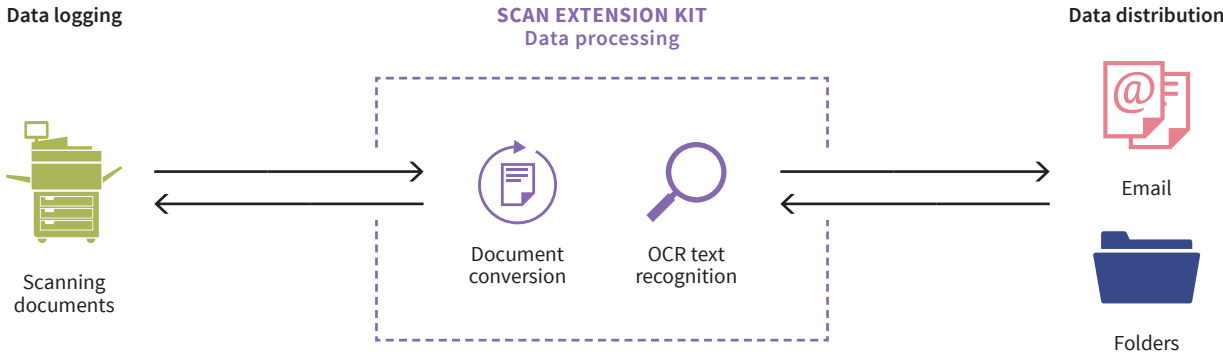 Data logging
SCAN EXTENSION KIT
Data processing
Data distribution
@
Email
Document
conversion
OCR text
recognition
Scanning
documents
Folders